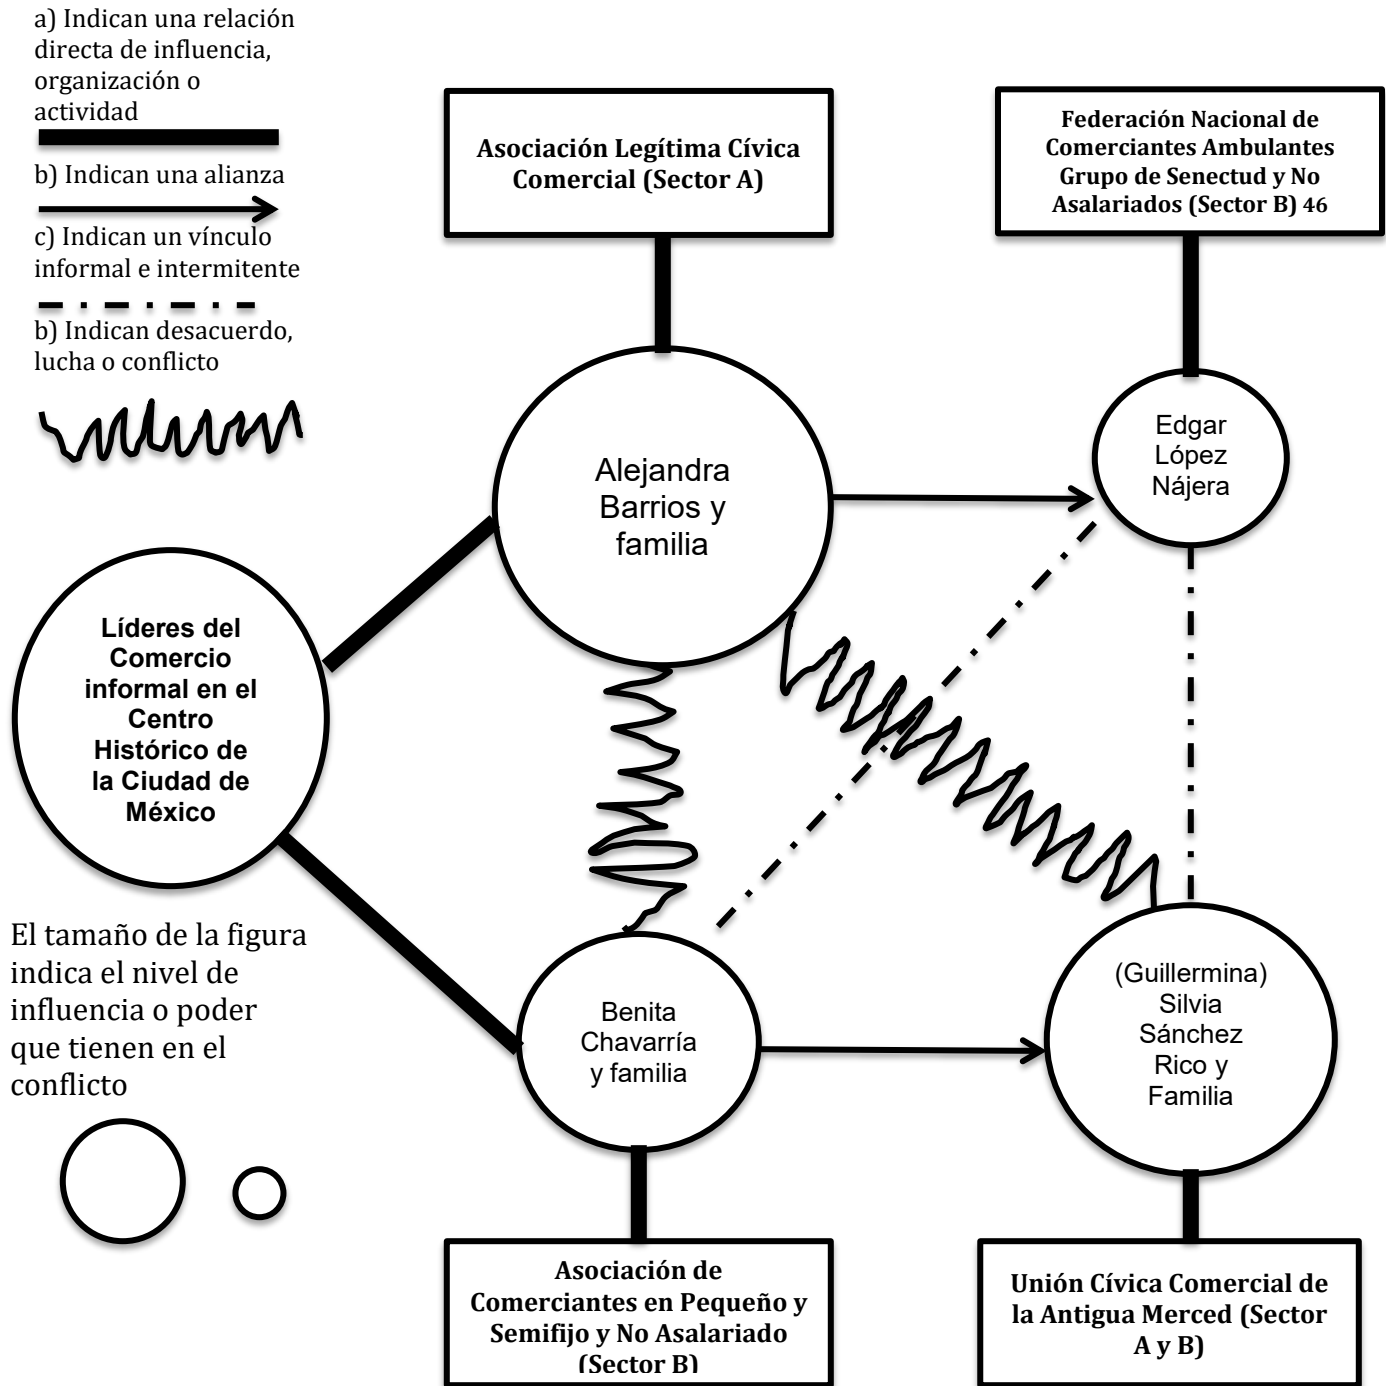 a) Indican una relación
directa de influencia,
organización o
actividad
b) Indican una alianza
c) Indican un vínculo
informal e intermitente
b) Indican desacuerdo,
lucha o conflicto
Asociación Legítima Cívica
Comercial (Sector A)
Federación Nacional de
Comerciantes Ambulantes
Grupo de Senectud y No
Asalariados (Sector B) 46
Alejandra
Barrios y
familia
Edgar
López
Nájera
Líderes del
Comercio
informal en el
Centro
Histórico de
la Ciudad de
México
El tamaño de la figura
indica el nivel de
influencia o poder
que tienen en el
conflicto
Benita
Chavarría
y familia
(Guillermina)
Silvia
Sánchez
Rico y
Familia
Asociación de
Comerciantes en Pequeño y
Semifijo y No Asalariado
(Sector B)
Unión Cívica Comercial de
la Antigua Merced (Sector
A y B)